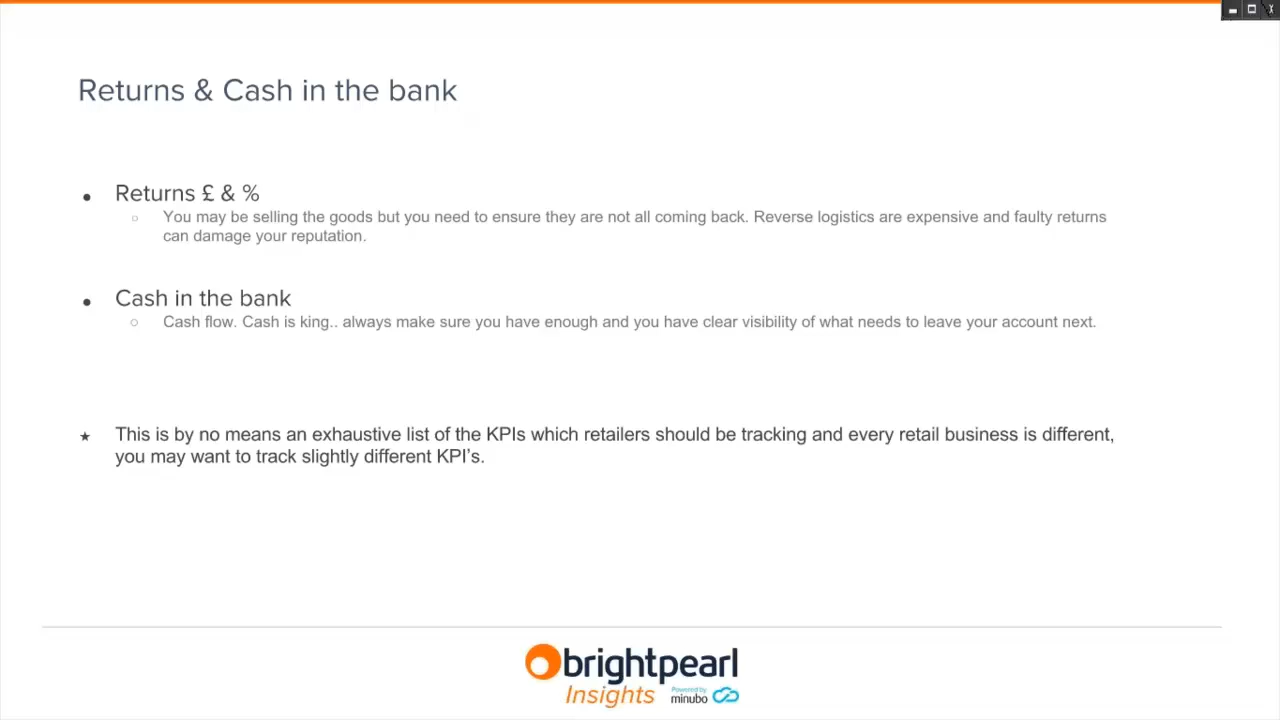 Returns & Cash in the bank
Returns £ & %
You may be selling the goods but you need to ensure they are not all coming back. Reverse logistics are expensive and faulty returns
can damage your reputation.
Cash in the bank
Cash flow. Cash is king.. always make sure you have enough and you have clear visibility of what needs to leave your account next.
This is by no means an exhaustive list of the KPIs which retailers should be tracking and every retail business is different,
you may want to track slightly different KPI's.
brightpearl
Insights
Powered by
minubo